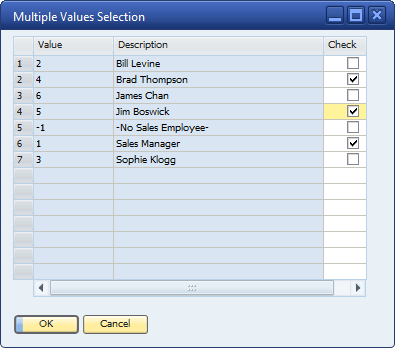 Multiple Values Selection
Value Description Check
1 2 Bill Levine
2 4 Brad Thompson
3 6 James Chan
4 5 Jim Boswick
5 -1 -No Sales Employee-
6 1 Sales Manager
7 3 Sophie Klogg
OK Cancel